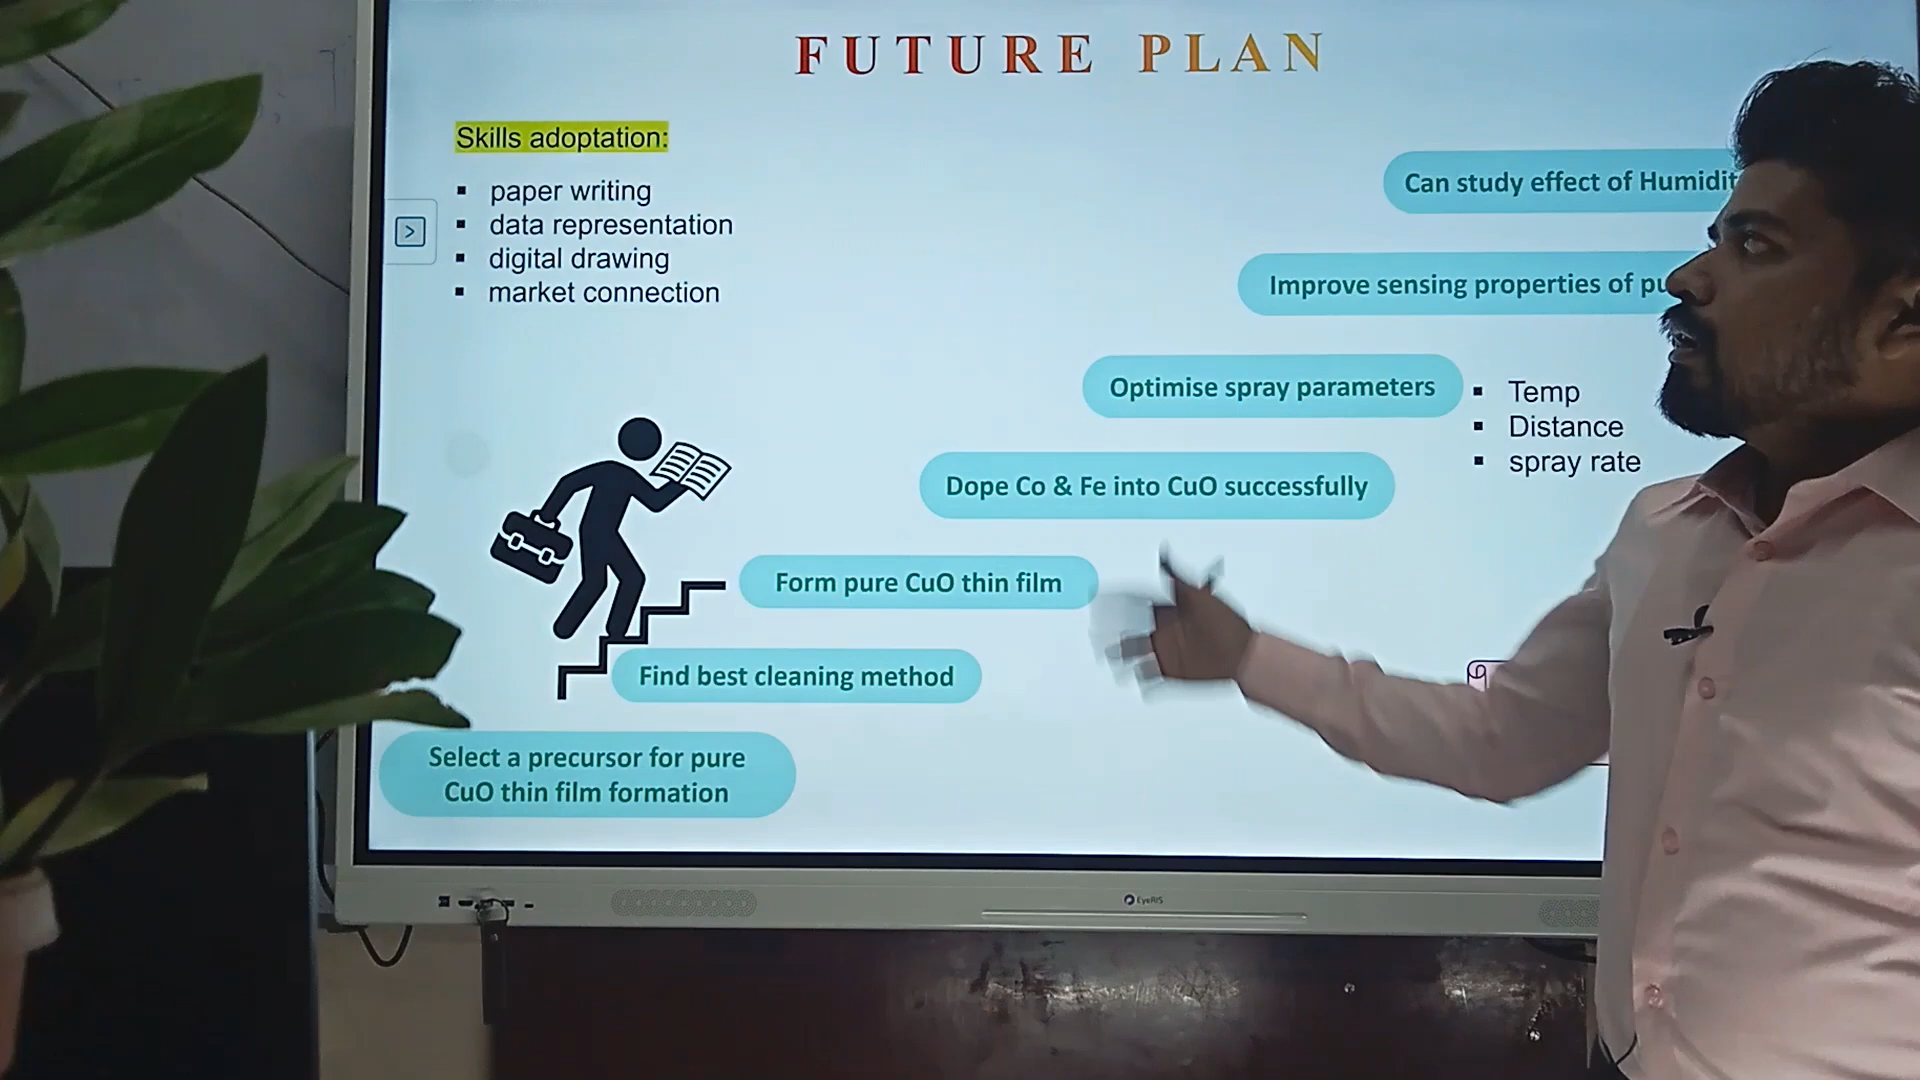 FUTURE PLAN
Skills adoptation:
▪ paper writing
▪ data representation
▪ digital drawing
▪ market connection
Can study effect of
Improve sensing properties of
Optimise spray parameters
▪ Temp
▪ Distance
▪ spray rate
Dope Co & Fe into CuO successfully
Form pure CuO thin film
Find best cleaning method
Select a precursor for pure
CuO thin film formation
EyeRIS